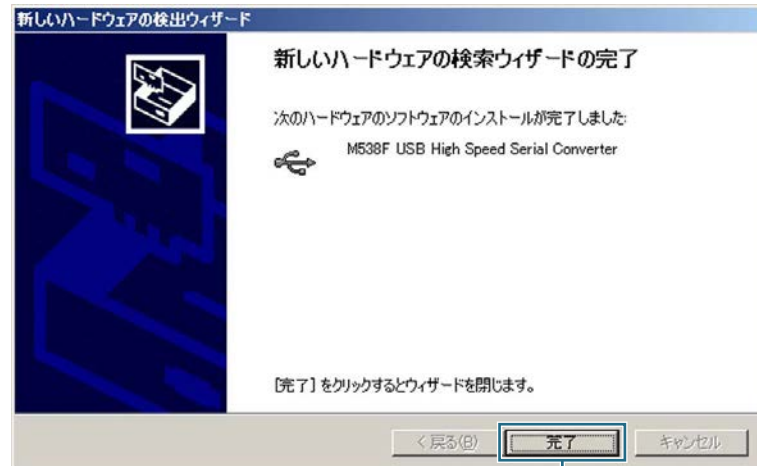 新しいハードウェアの検出ウィザード
新しいハードウェアの検索ウィザードの完了
次のハードウェアのソフトウェアのインストールが完了しました:
M538F USB High Speed Serial Converter
[完了] をクリックするとウィザードを閉じます。
< 戻る(B)
完了
キャンセル